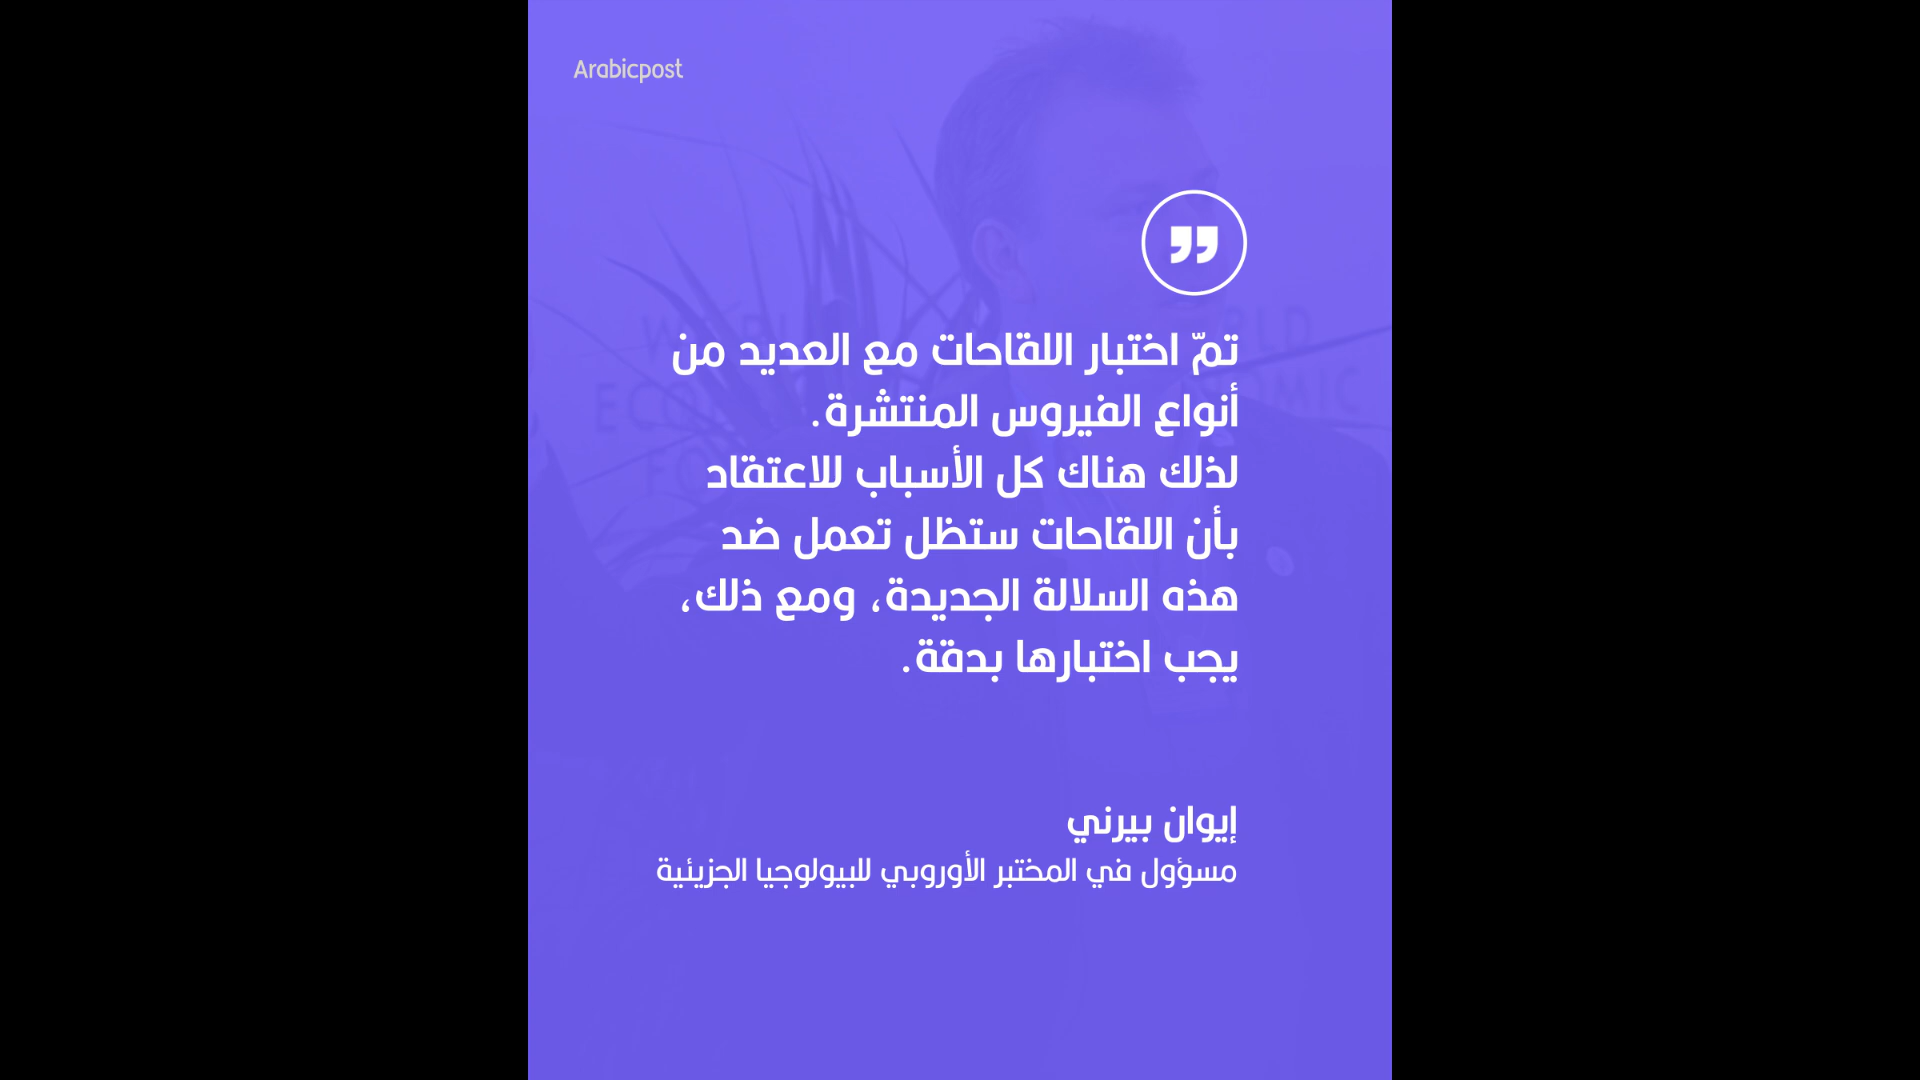 Arabicpost
تمّ اختبار اللقاحات مع العديد من
أنواع الفيروس المنتشرة.
لذلك هناك كل الأسباب للاعتقاد
بأن اللقاحات ستظل تعمل ضد
هذه السلالة الجديدة، ومع ذلك،
يجب اختبارها بدقة.
إيوان بيرني
مسؤول في المختبر الأوروبي للبيولوجيا الجزيئية